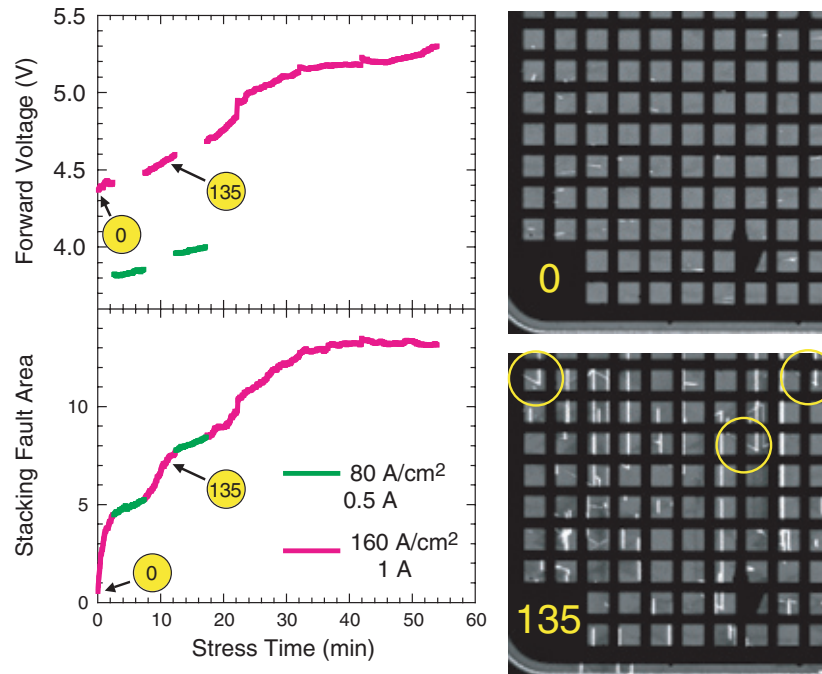 5.5
5.0
4.5
4.0
Forward Voltage (V)
0
135
10
5
0
Stacking Fault Area
135
0
80 A/cm²
0.5 A
160 A/cm²
1 A
0 10 20 30 40 50 60
Stress Time (min)
0
135